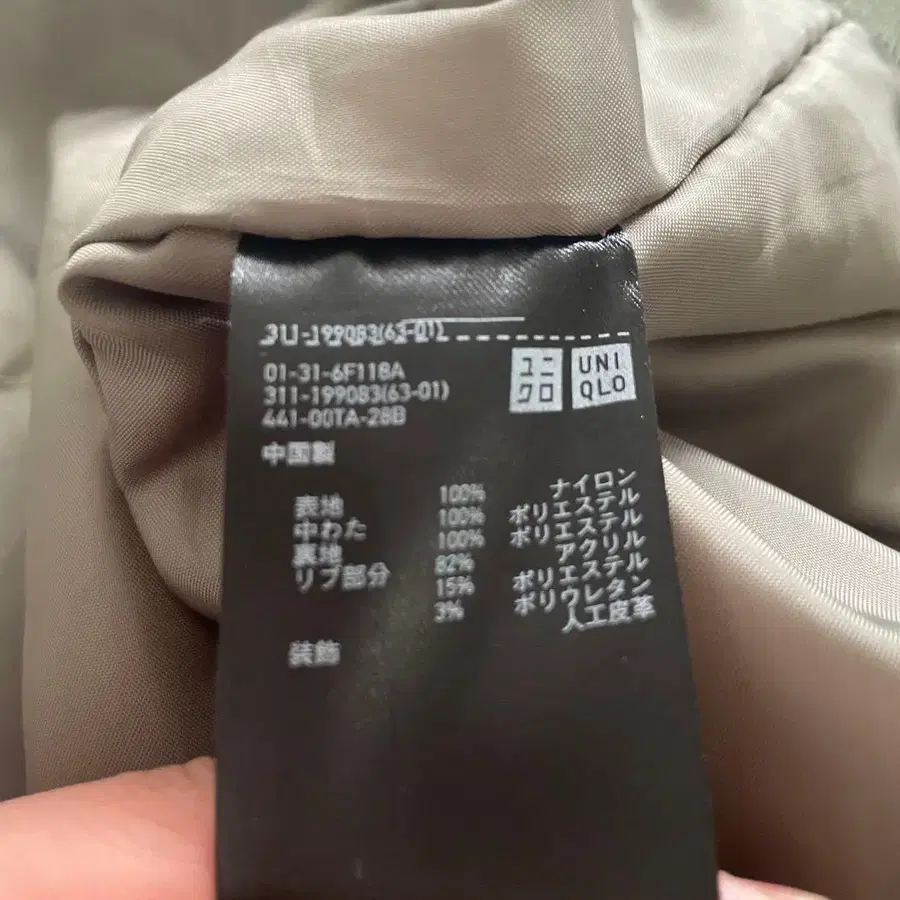 311-199083(63-01)
01-31-6F118A
311-199083(63-01)
441-00TA-28B
ユニ
クロ
UNI
QLO
中国製
表地 100% ナイロン
中わた 100% ポリエステル
裏地 100% ポリエステル
リブ部分 82% アクリル
15% ポリエステル
3% ポリウレタン
装飾 人工皮革